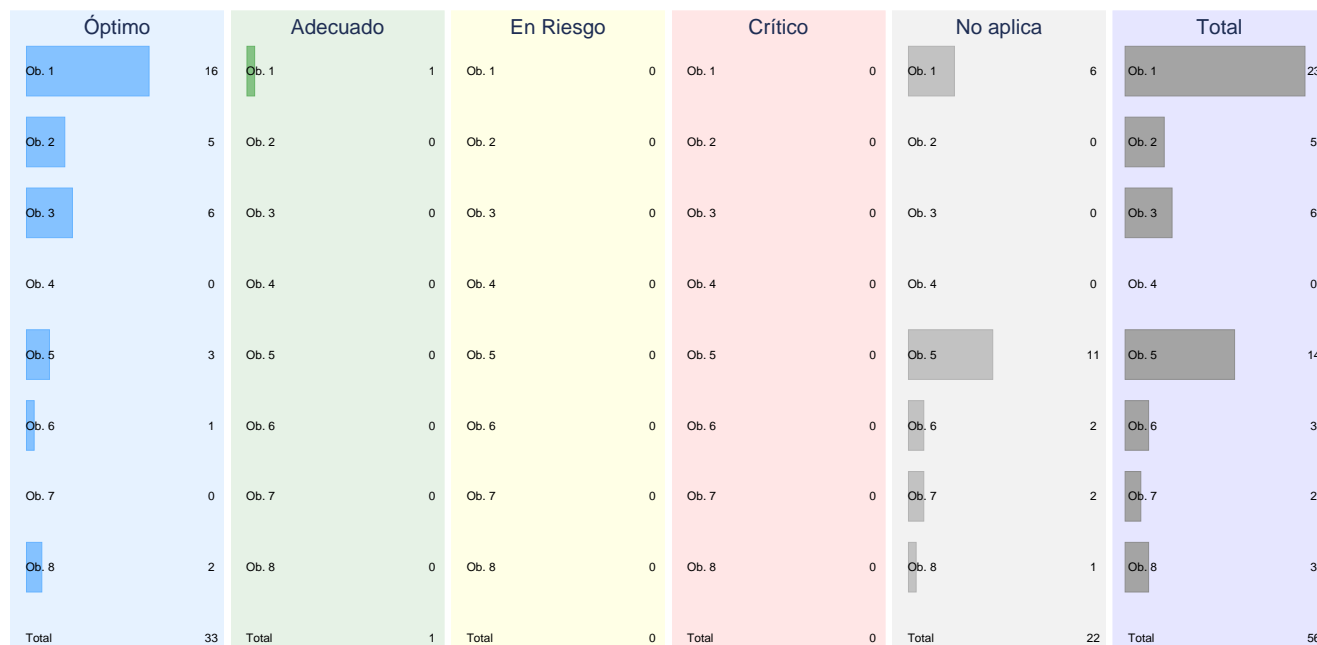 Óptimo Adecuado En Riesgo Crítico No aplica Total
Ob. 1 16 Ob. 1 1 Ob. 1 0 Ob. 1 0 Ob. 1 6 Ob. 1 23
Ob. 2 5 Ob. 2 0 Ob. 2 0 Ob. 2 0 Ob. 2 0 Ob. 2 5
Ob. 3 6 Ob. 3 0 Ob. 3 0 Ob. 3 0 Ob. 3 0 Ob. 3 6
Ob. 4 0 Ob. 4 0 Ob. 4 0 Ob. 4 0 Ob. 4 0 Ob. 4 0
Ob. 5 3 Ob. 5 0 Ob. 5 0 Ob. 5 0 Ob. 5 11 Ob. 5 14
Ob. 6 1 Ob. 6 0 Ob. 6 0 Ob. 6 0 Ob. 6 2 Ob. 6 3
Ob. 7 0 Ob. 7 0 Ob. 7 0 Ob. 7 0 Ob. 7 2 Ob. 7 2
Ob. 8 2 Ob. 8 0 Ob. 8 0 Ob. 8 0 Ob. 8 1 Ob. 8 3
Total 33 Total 1 Total 0 Total 0 Total 22 Total 56